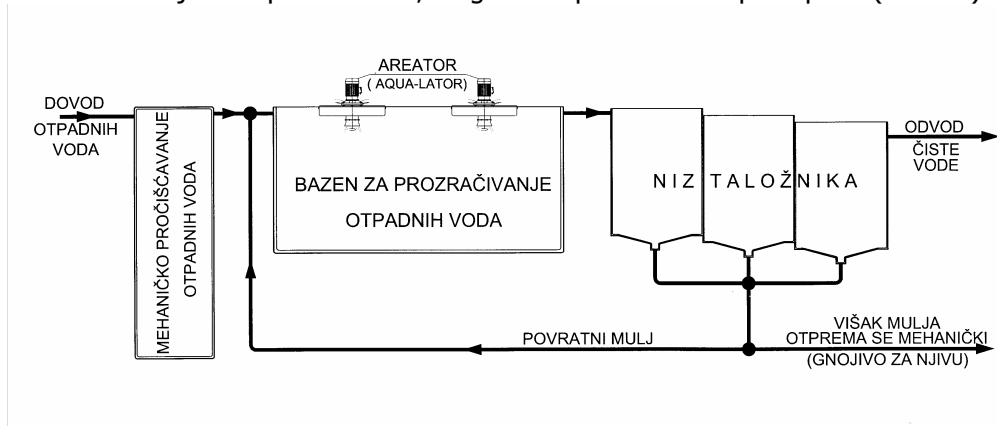 AREATOR
( AQUA-LATOR)
DOVOD
OTPADNIH
VODA
MEHANIČKO PROČIŠĆAVANJE
OTPADNIH VODA
BAZEN ZA PROZRAČIVANJE
OTPADNIH VODA
NIZ TALOŽNIKA
ODVOD
ČISTE
VODE
POVRATNI MULJ
VIŠAK MULJA
OTPREMA SE MEHANIČKI
(GNOJIVO ZA NJIVU)